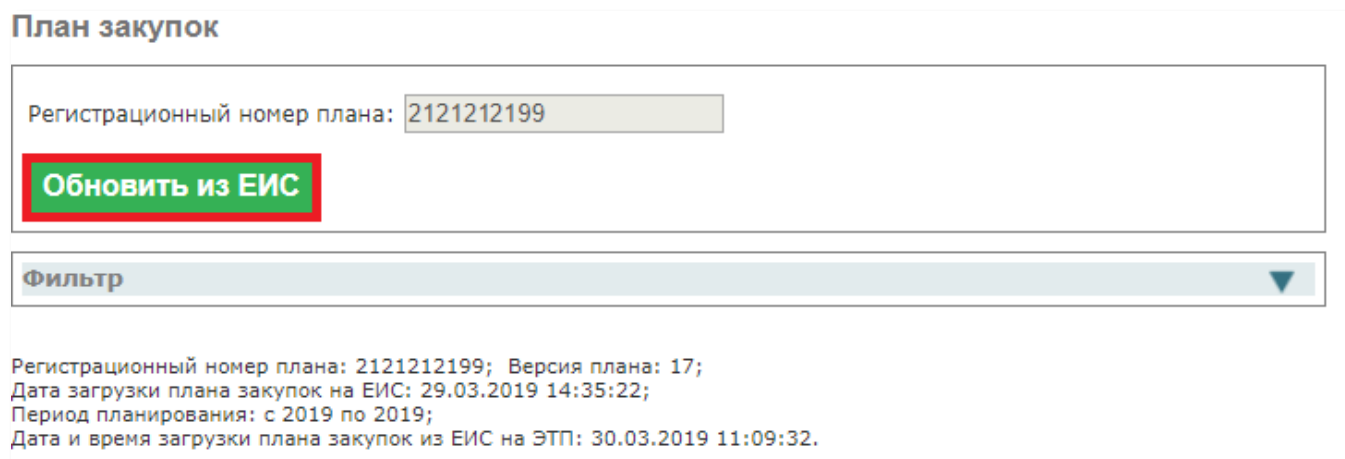 План закупок
Регистрационный номер плана: 2121212199
Обновить из ЕИС
Фильтр
Регистрационный номер плана: 2121212199; Версия плана: 17;
Дата загрузки плана закупок на ЕИС: 29.03.2019 14:35:22;
Период планирования: с 2019 по 2019;
Дата и время загрузки плана закупок из ЕИС на ЭТП: 30.03.2019 11:09:32.